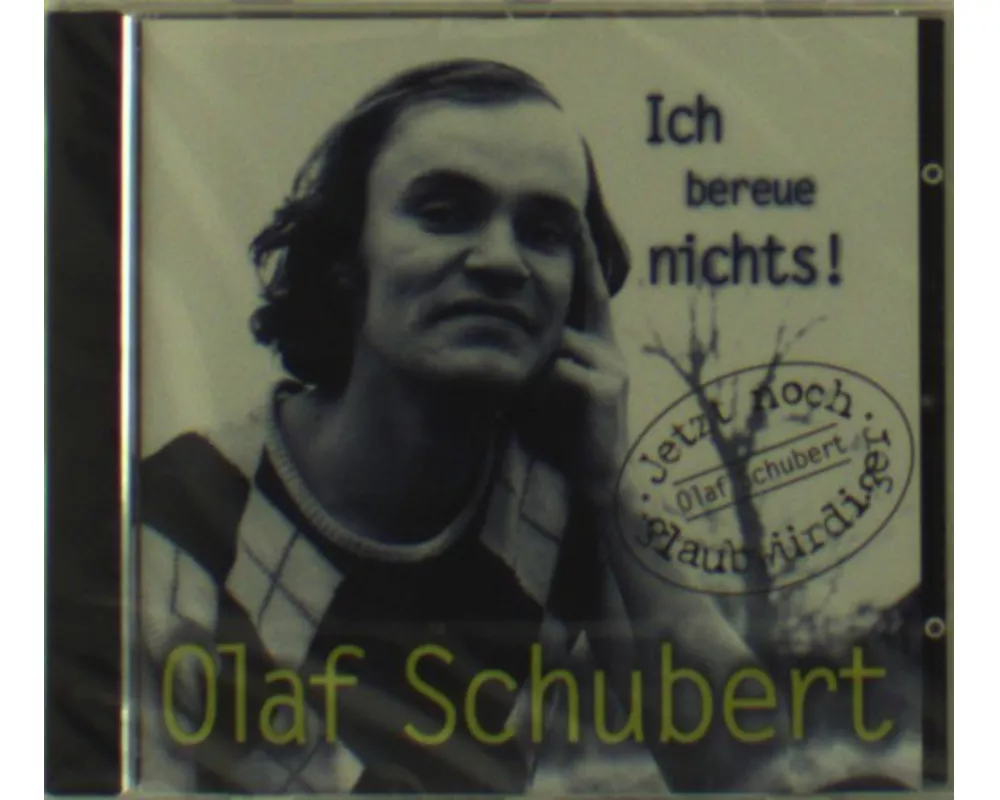 Ich
bereue
nichts!
· Jetzt noch ·
Olaf Schubert
glaubwürdiger
Olaf Schubert